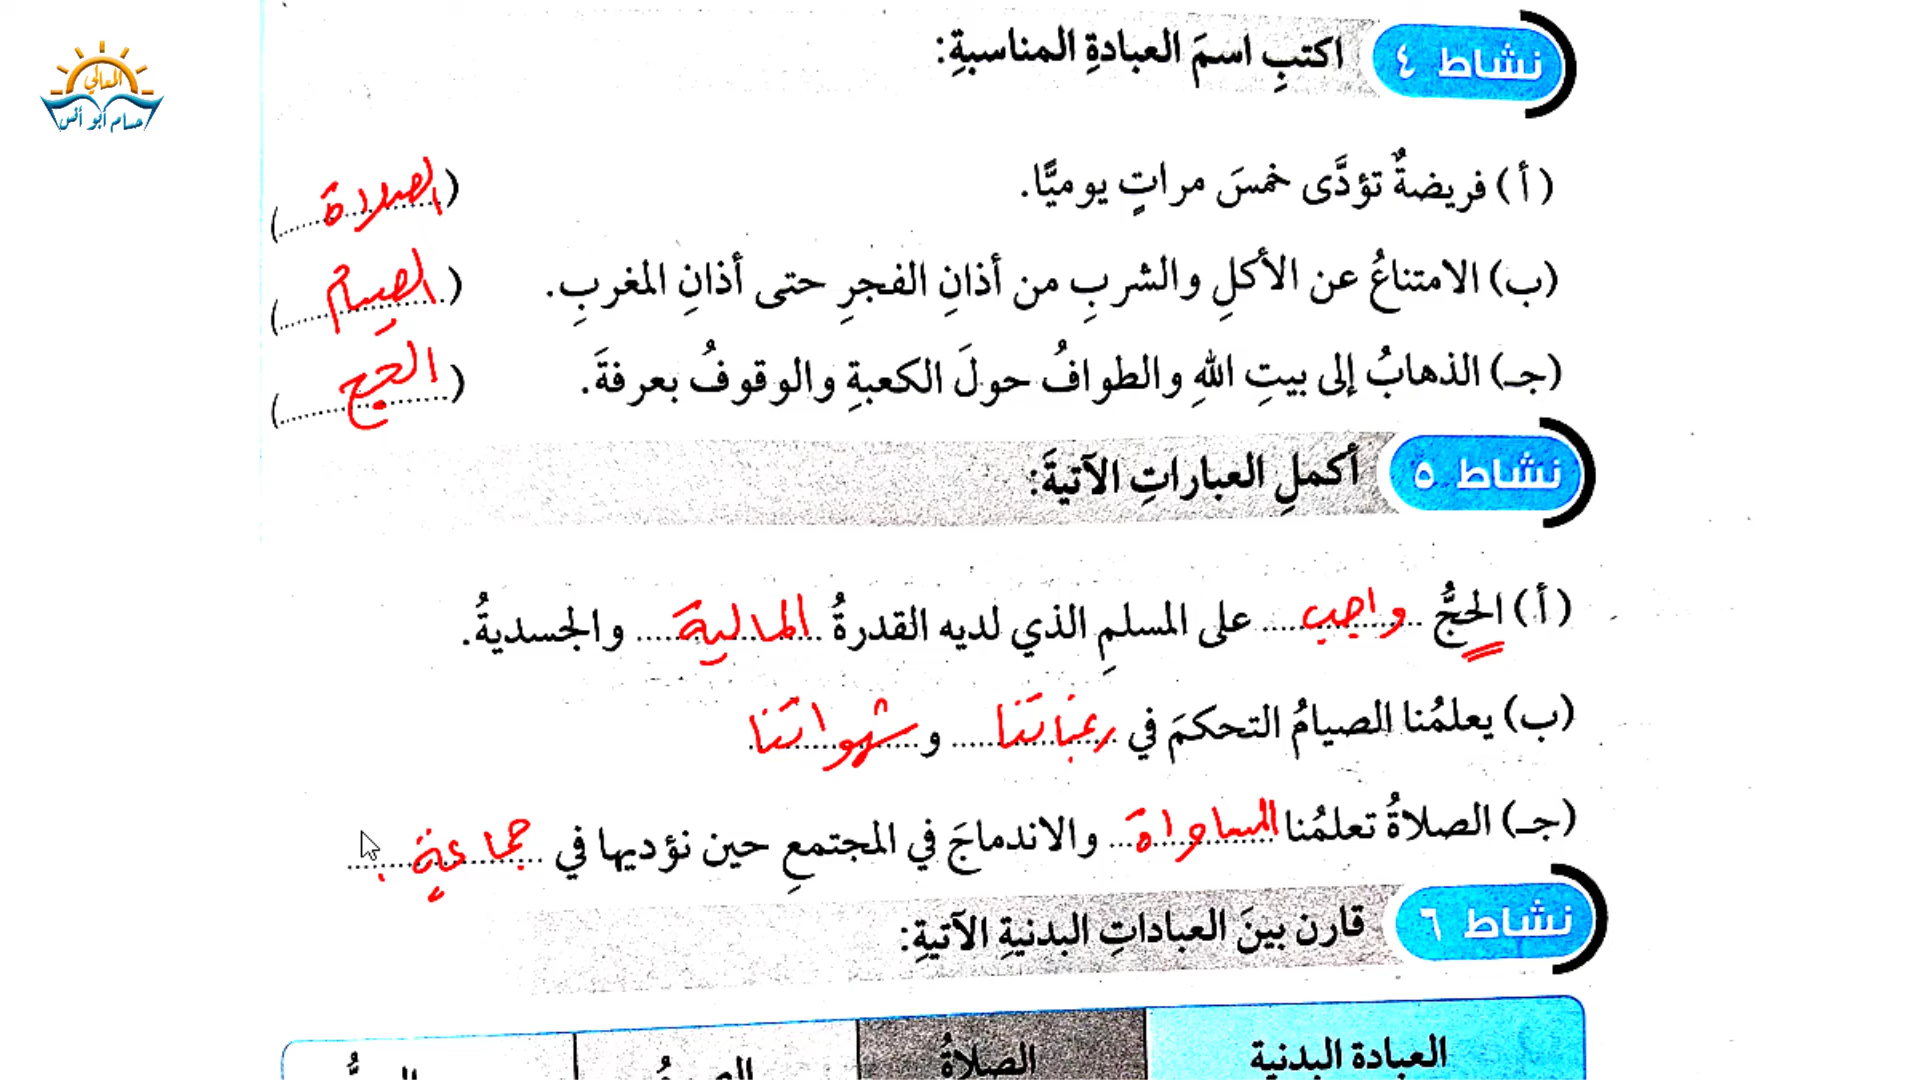 المعالي
حسام أبو أنس
نشاط ٤ اكتبِ اسمَ العبادةِ المناسبةِ:
(أ) فريضةٌ تؤدَّى خمسَ مراتٍ يوميًّا. (الصلاة)
(ب) الامتناعُ عن الأكلِ والشربِ من أذانِ الفجرِ حتى أذانِ المغربِ. (الصيام)
(جـ) الذهابُ إلى بيتِ اللهِ والطوافُ حولَ الكعبةِ والوقوفُ بعرفةَ. (الحج)
نشاط ٥ أكملِ العباراتِ الآتيةَ:
(أ) الحجُّ واجب على المسلمِ الذي لديه القدرةُ المالية والجسديةُ.
(ب) يعلمُنا الصيامُ التحكمَ في رغباتنا و شهواتنا
(جـ) الصلاةُ تعلمُنا المساواة والاندماجَ في المجتمعِ حين نؤديها في جماعةٍ .
نشاط ٦ قارن بينَ العباداتِ البدنيةِ الآتيةِ:
العبادة البدنية الصلاةُ